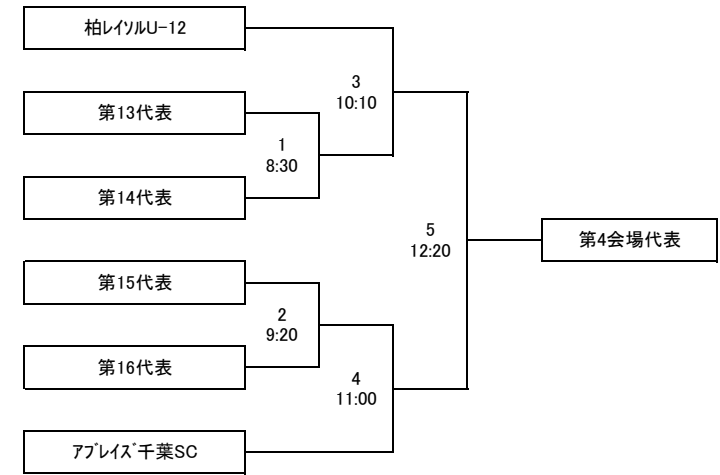 柏ﾚｲｿﾙU-12
3
10:10
第13代表
1
8:30
第14代表
5
12:20
第4会場代表
第15代表
2
9:20
第16代表
4
11:00
ｱﾌﾞﾚｲｽﾞ千葉SC